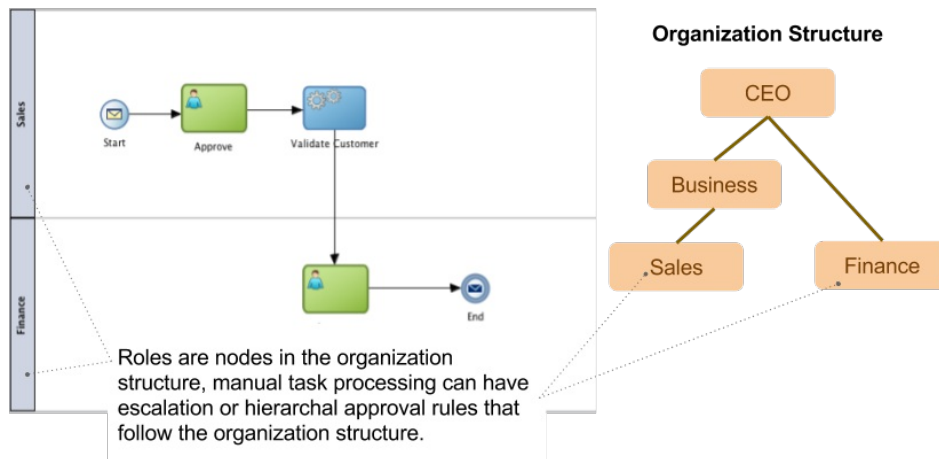 Organization Structure
CEO
Business
Sales
Finance
Sales
Start
Approve
Validate Customer
Finance
End
Roles are nodes in the organization
structure, manual task processing can have
escalation or hierarchal approval rules that
follow the organization structure.